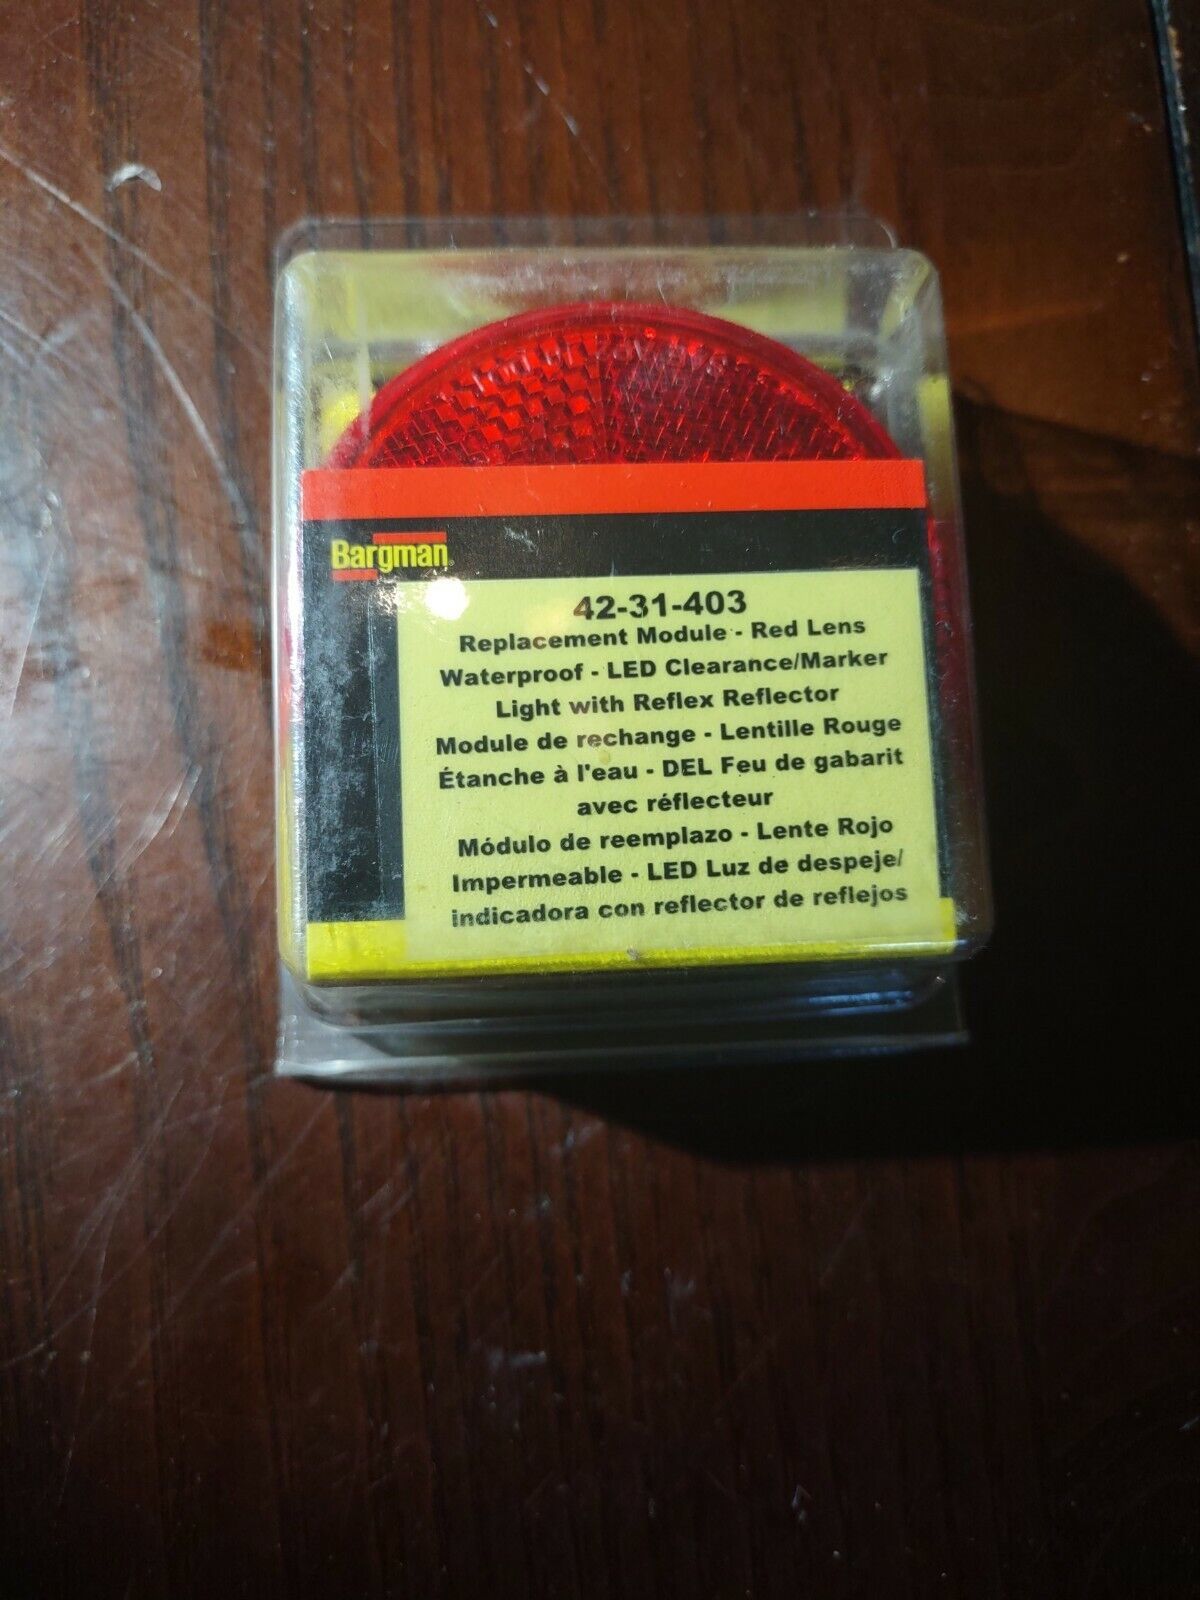 Bargman
42-31-403
Replacement Module - Red Lens
Waterproof - LED Clearance/Marker
Light with Reflex Reflector
Module de rechange - Lentille Rouge
Étanche à l'eau - DEL Feu de gabarit
avec réflecteur
Módulo de reemplazo - Lente Rojo
Impermeable - LED Luz de despeje/
indicadora con reflector de reflejos